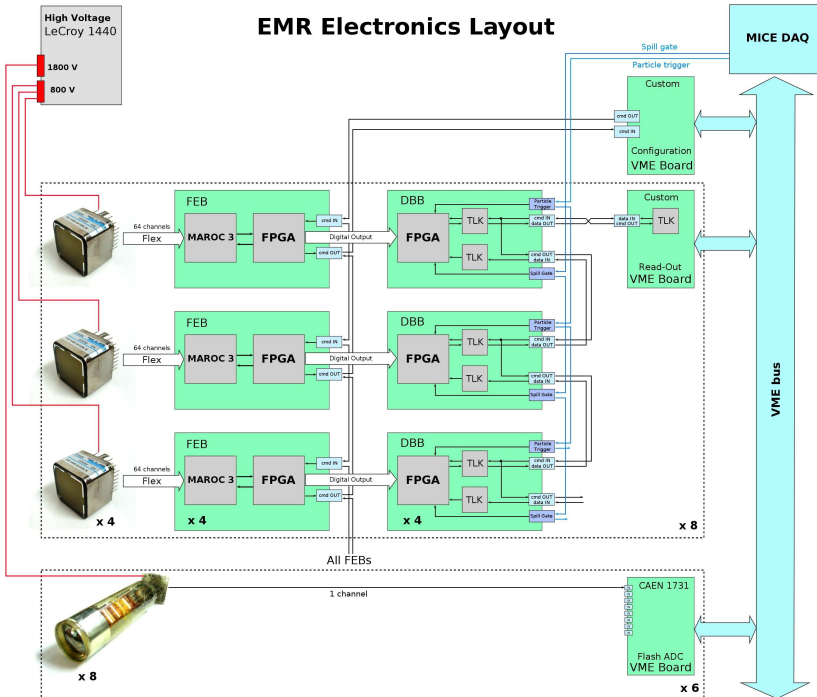 EMR Electronics Layout
High Voltage
LeCroy 1440
1800 V
800 V
MICE DAQ
Spill gate
Particle trigger
Custom
cmd OUT
cmd IN
Configuration
VME Board
VME bus
FEB
MAROC 3
FPGA
cmd IN
cmd OUT
64 channels
Flex
Digital Output
DBB
FPGA
TLK
TLK
Particle
Trigger
cmd IN
data OUT
cmd OUT
data IN
Spill Gate
Custom
data IN
cmd OUT
TLK
Read-Out
VME Board
FEB
MAROC 3
FPGA
cmd IN
cmd OUT
64 channels
Flex
Digital Output
DBB
FPGA
TLK
TLK
Particle
Trigger
cmd IN
data OUT
cmd OUT
data IN
Spill Gate
FEB
MAROC 3
FPGA
cmd IN
cmd OUT
64 channels
Flex
Digital Output
DBB
FPGA
TLK
TLK
Particle
Trigger
cmd IN
data OUT
cmd OUT
data IN
Spill Gate
x 4
x 4
x 4
x 8
All FEBs
1 channel
CAEN 1731
Flash ADC
VME Board
x 8
x 6